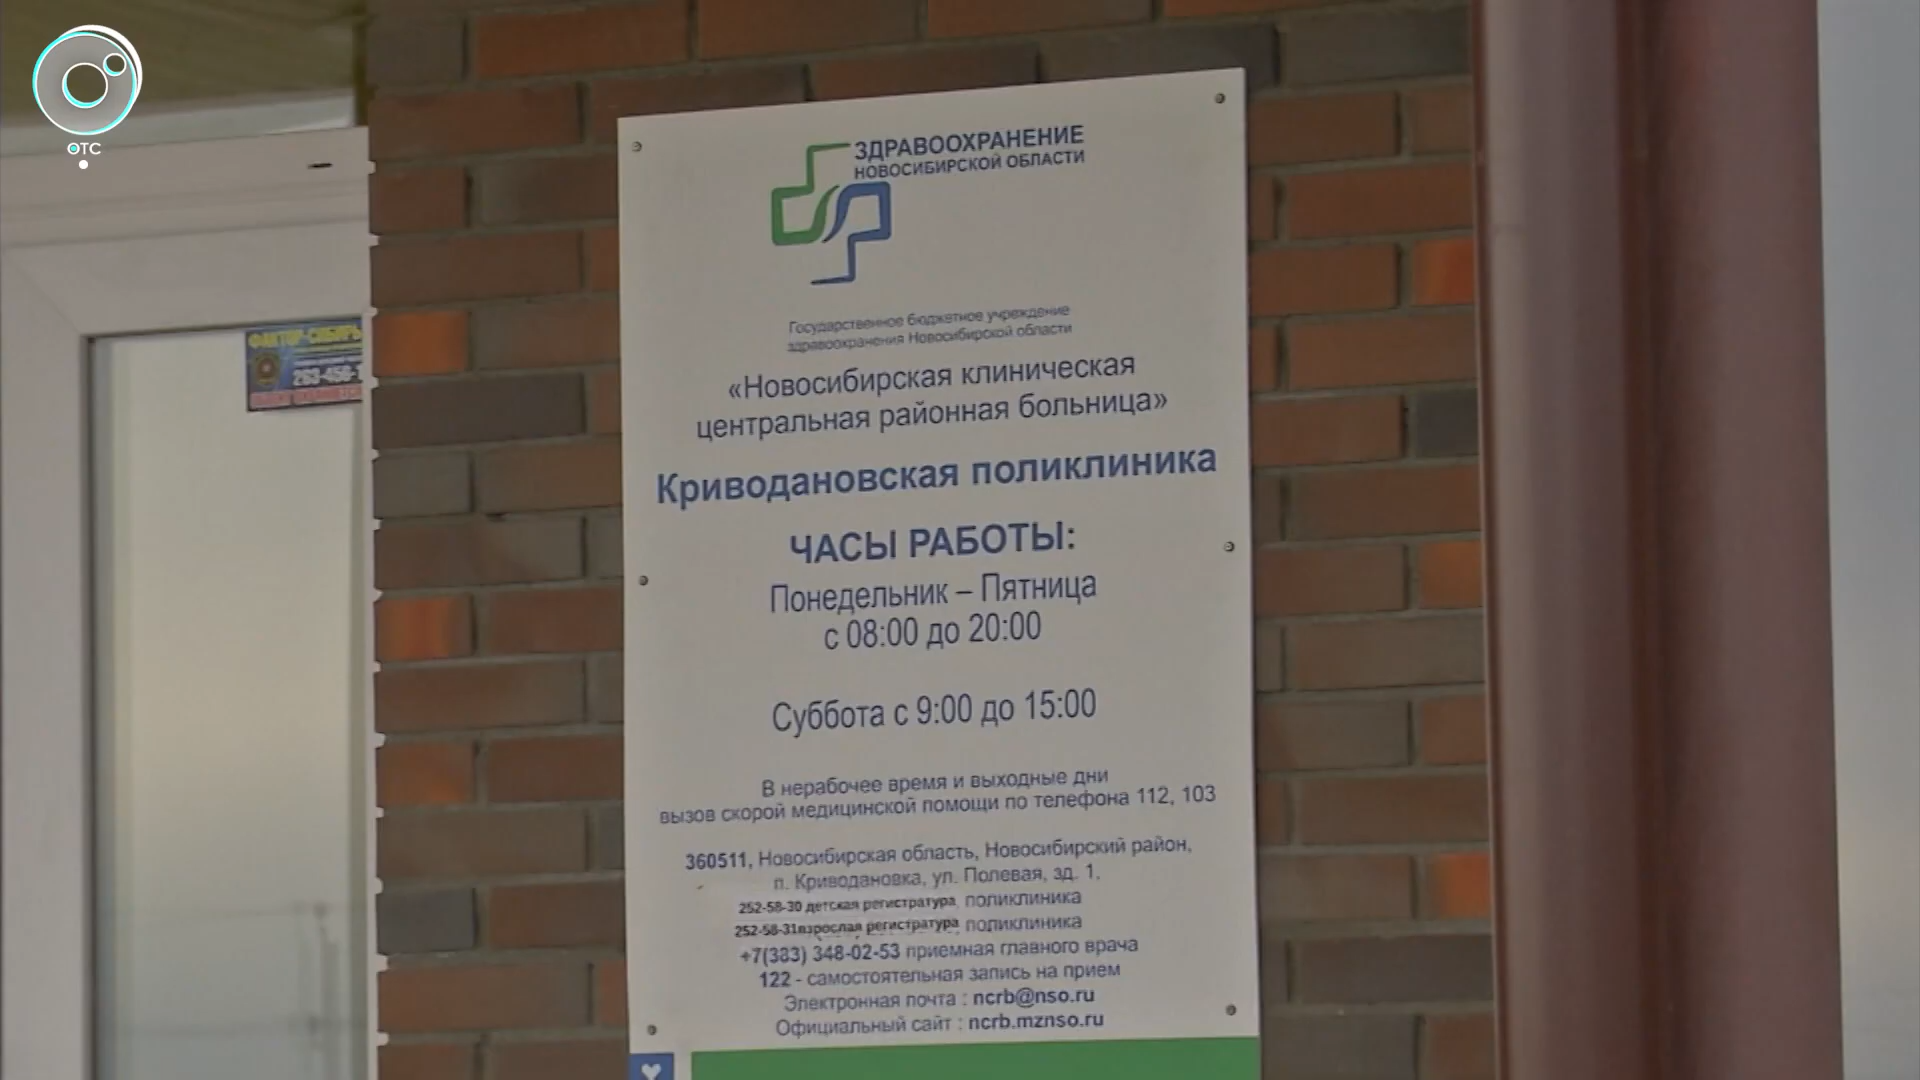 ОТС
ФАКТОР-СИБИРЬ
ЗДРАВООХРАНЕНИЕ
НОВОСИБИРСКОЙ ОБЛАСТИ
Государственное бюджетное учреждение
здравоохранения Новосибирской области
«Новосибирская клиническая
центральная районная больница»
Криводановская поликлиника
ЧАСЫ РАБОТЫ:
Понедельник – Пятница
с 08:00 до 20:00
Суббота с 9:00 до 15:00
В нерабочее время и выходные дни
вызов скорой медицинской помощи по телефона 112, 103
360511, Новосибирская область, Новосибирский район,
п. Криводановка, ул. Полевая, зд. 1,
252-58-30 детская регистратура, поликлиника
252-58-31взрослая регистратура, поликлиника
+7(383) 348-02-53 приемная главного врача
122 - самостоятельная запись на прием
Электронная почта : ncrb@nso.ru
Официальный сайт : ncrb.mznso.ru